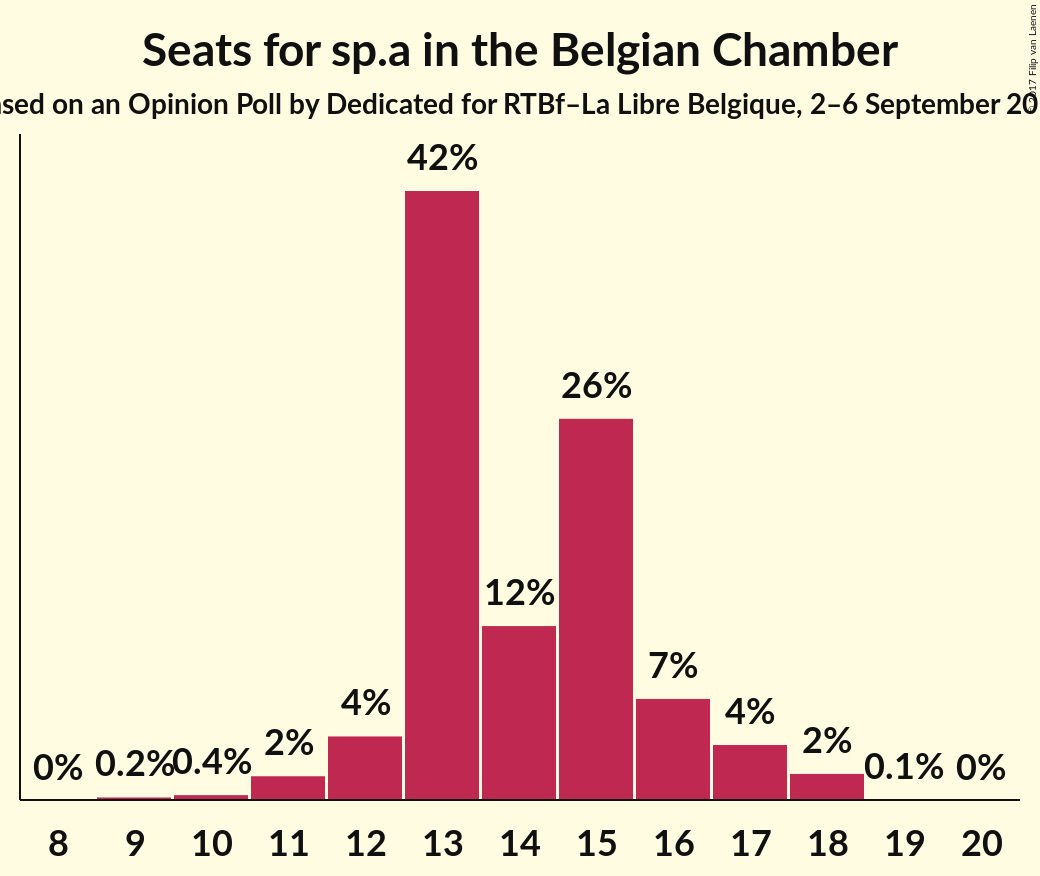 Seats for sp.a in the Belgian Chamber
on an Opinion Poll by Dedicated for RTBf–La Libre Belgique, 2–6 September
2017 Filip van Laenen
42%
26%
12%
7%
4%
4%
2%
2%
0% 0.2% 0.4% 0.1% 0%
8 9 10 11 12 13 14 15 16 17 18 19 20